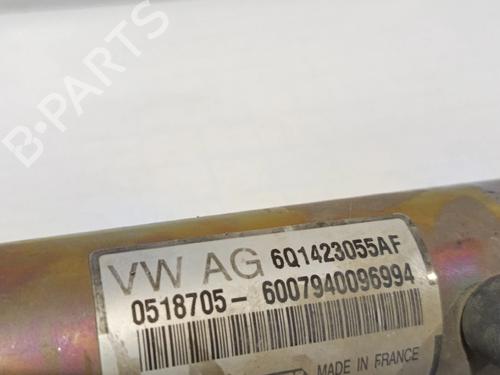 B-PARTS
VW AG 6Q1423055AF
0518705- 6007940096994
MADE IN FRANCE